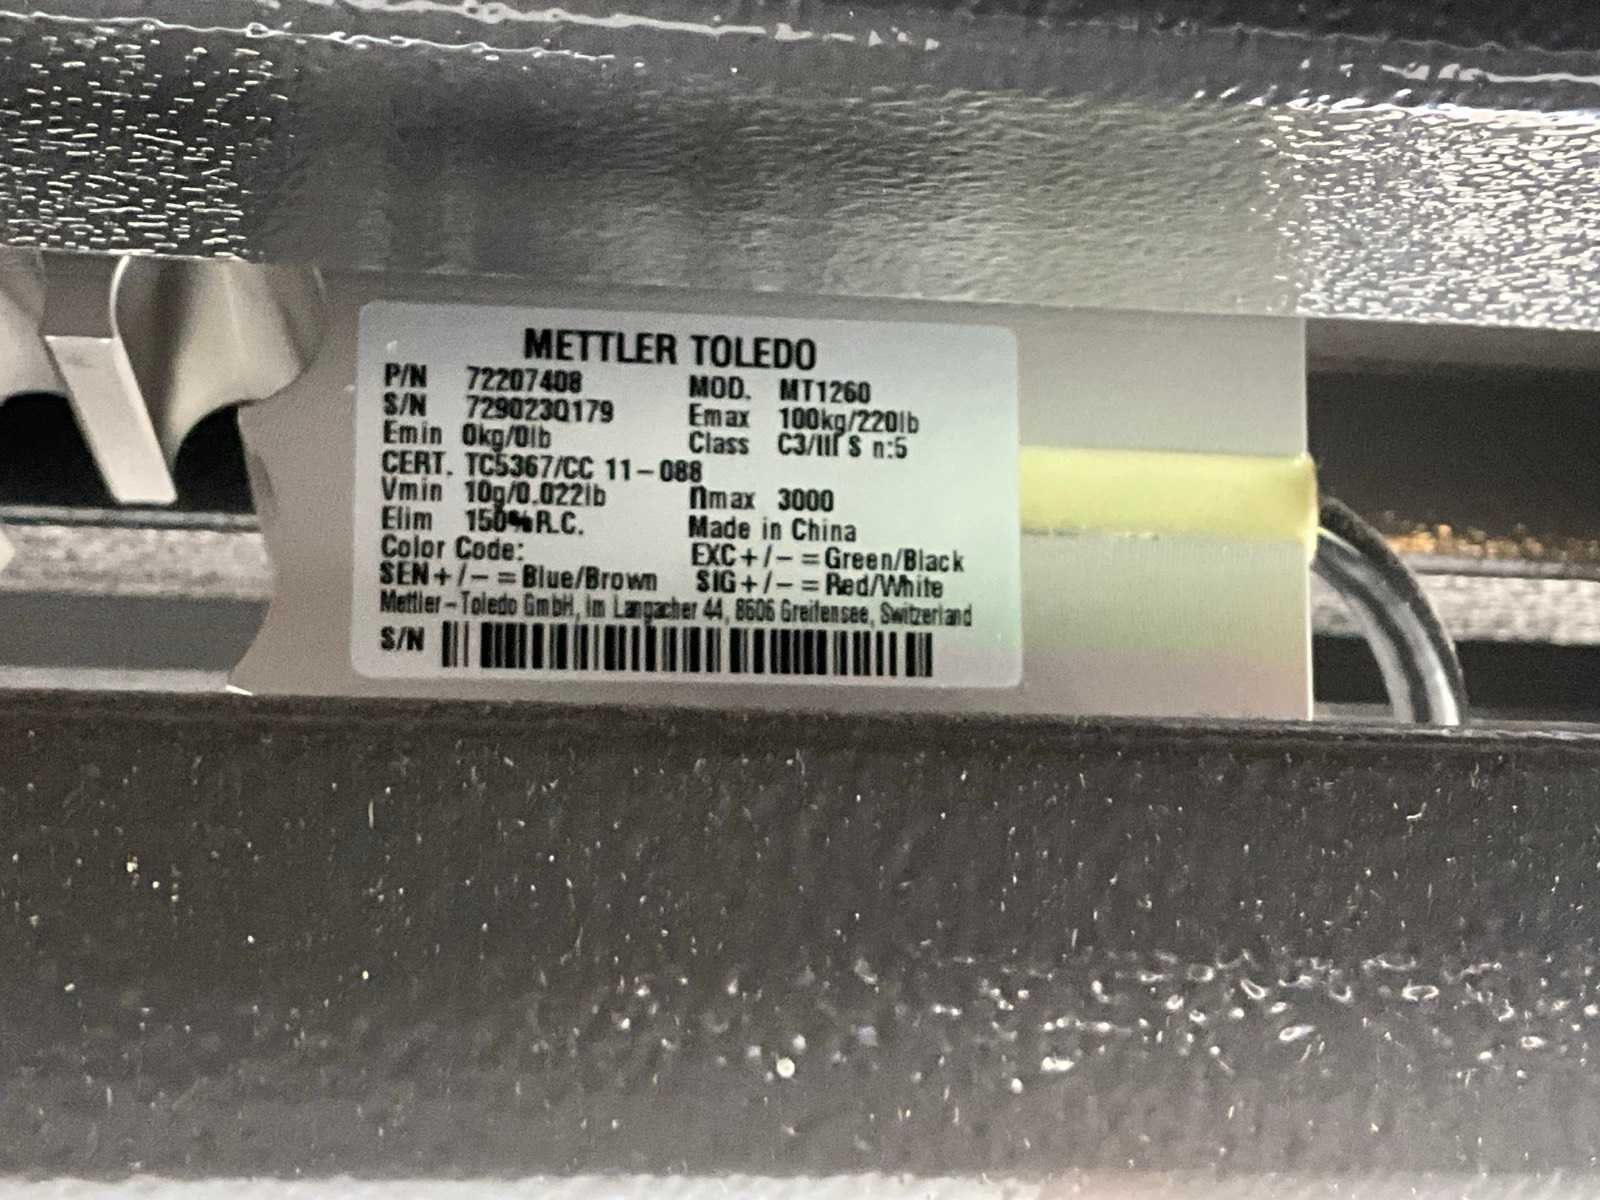 METTLER TOLEDO
P/N 72207408 MOD. MT1260
S/N 729023Q179 Emax 100kg/220lb
Emin 0kg/0lb Class C3/III S n:5
CERT. TC5367/CC 11-088
Vmin 10g/0.022lb nmax 3000
Elim 150%R.C. Made in China
Color Code: EXC+/-=Green/Black
SEN+/-=Blue/Brown SIG+/-=Red/White
Mettler-Toledo GmbH, Im Langacher 44, 8606 Greifensee, Switzerland
S/N